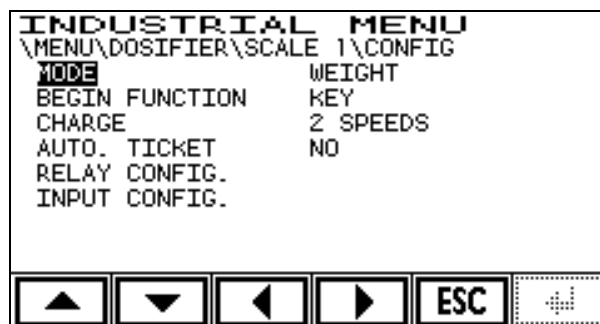 INDUSTRIAL MENU
\MENU\DOSIFIER\SCALE 1\CONFIG
MODE WEIGHT
BEGIN FUNCTION KEY
CHARGE 2 SPEEDS
AUTO. TICKET NO
RELAY CONFIG.
INPUT CONFIG.
ESC